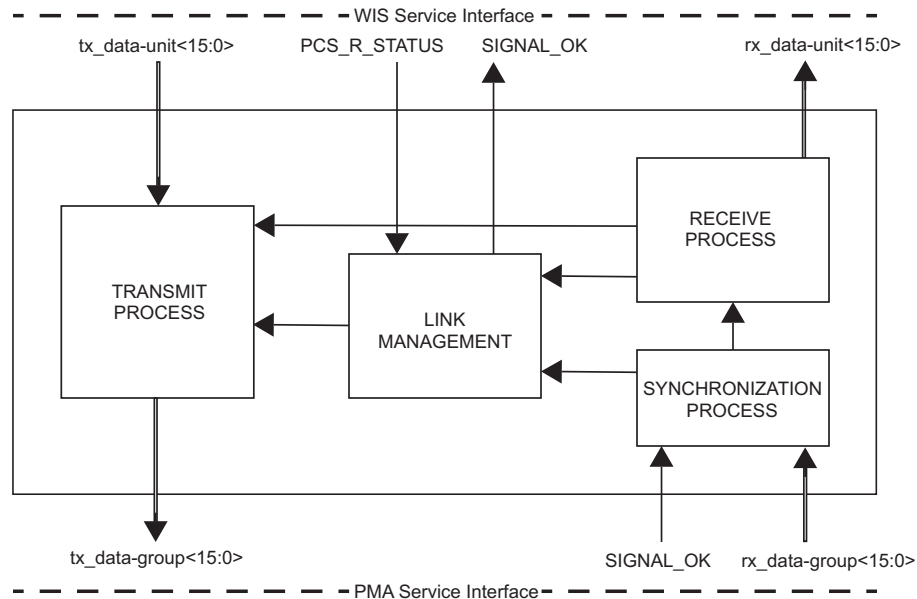 WIS Service Interface
tx_data-unit<15:0>
PCS_R_STATUS
SIGNAL_OK
rx_data-unit<15:0>
RECEIVE
PROCESS
TRANSMIT
PROCESS
LINK
MANAGEMENT
SYNCHRONIZATION
PROCESS
tx_data-group<15:0>
SIGNAL_OK
rx_data-group<15:0>
PMA Service Interface